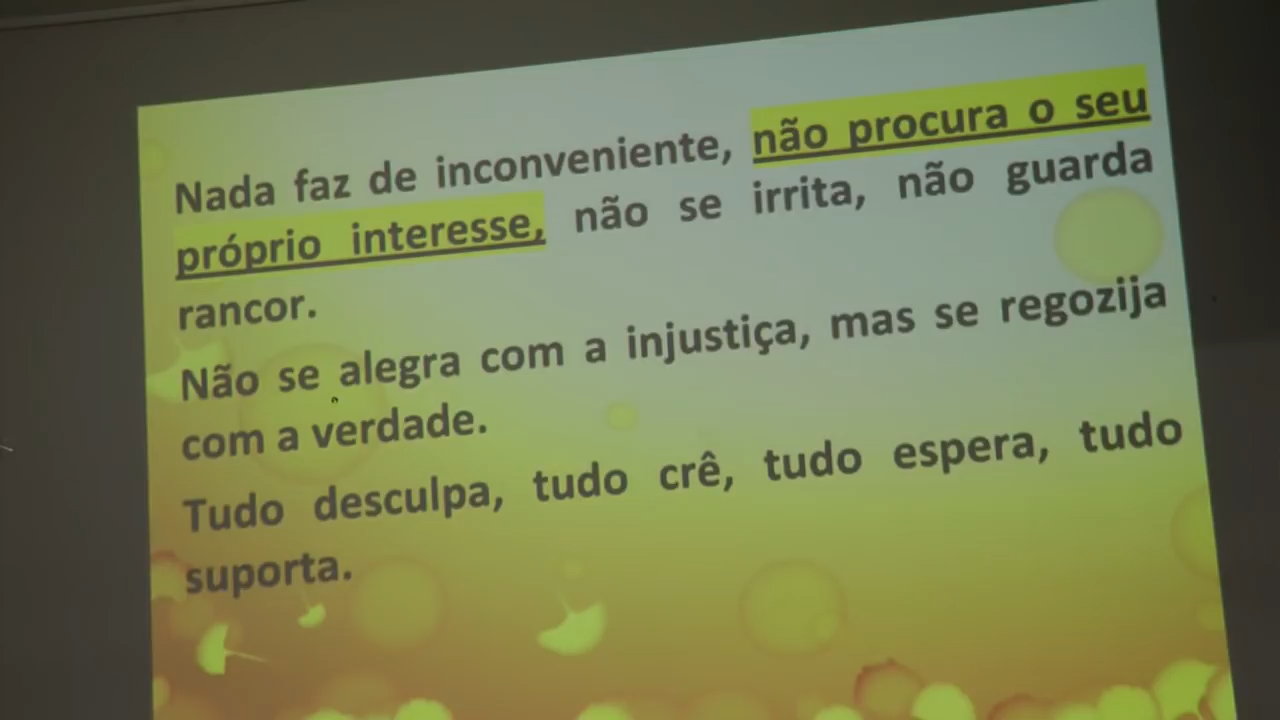 Nada faz de inconveniente, não procura o seu
próprio interesse, não se irrita, não guarda
rancor.
Não se alegra com a injustiça, mas se regozija
com a verdade.
Tudo desculpa, tudo crê, tudo espera, tudo
suporta.